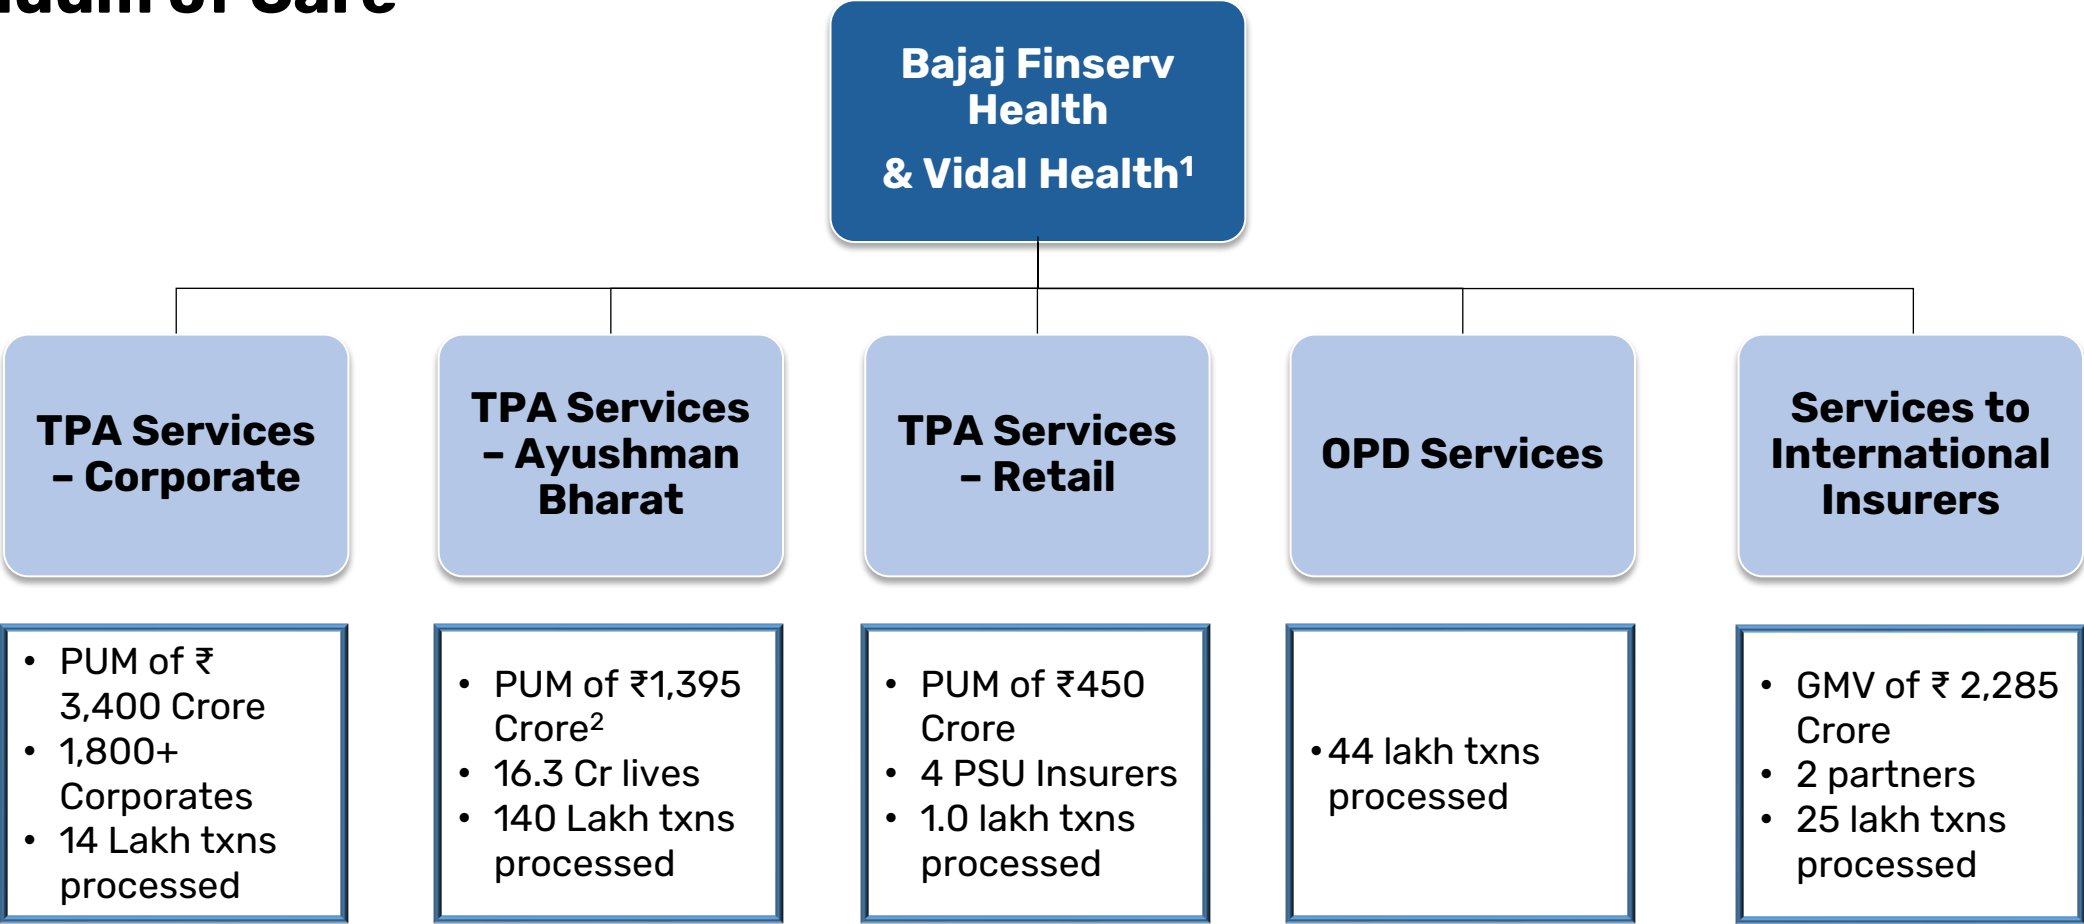 of Care
Bajaj Finserv
Health
& Vidal Health¹
TPA Services
– Corporate
TPA Services
– Ayushman
Bharat
TPA Services
– Retail
OPD Services
Services to
International
Insurers
• PUM of ₹
3,400 Crore
• 1,800+
Corporates
• 14 Lakh txns
processed
• PUM of ₹1,395
Crore²
• 16.3 Cr lives
• 140 Lakh txns
processed
• PUM of ₹450
Crore
• 4 PSU Insurers
• 1.0 lakh txns
processed
• 44 lakh txns
processed
• GMV of ₹ 2,285
Crore
• 2 partners
• 25 lakh txns
processed